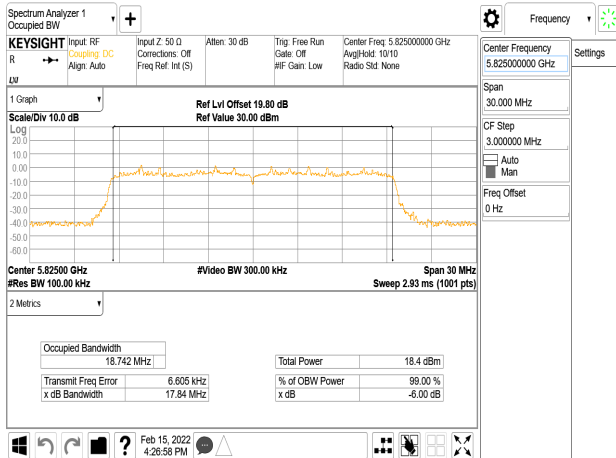 Spectrum Analyzer 1
Occupied BW
+
Frequency
KEYSIGHT Input: RF Input Z: 50 Ω Atten: 30 dB Trig: Free Run Center Freq: 5.825000000 GHz
R Coupling: DC Corrections: Off Gate: Off Avg|Hold: 10/10
Align: Auto Freq Ref: Int (S) #IF Gain: Low Radio Std: None
LXI
Center Frequency
5.825000000 GHz
Settings
Span
30.000 MHz
CF Step
3.000000 MHz
Auto
Man
Freq Offset
0 Hz
1 Graph
Ref Lvl Offset 19.80 dB
Scale/Div 10.0 dB Ref Value 30.00 dBm
Log
20.0
10.0
0.00
-10.0
-20.0
-30.0
-40.0
-50.0
-60.0
Center 5.82500 GHz #Video BW 300.00 kHz Span 30 MHz
#Res BW 100.00 kHz Sweep 2.93 ms (1001 pts)
2 Metrics
Occupied Bandwidth
18.742 MHz Total Power 18.4 dBm
Transmit Freq Error 6.605 kHz % of OBW Power 99.00 %
x dB Bandwidth 17.84 MHz x dB -6.00 dB
? Feb 15, 2022
4:26:58 PM